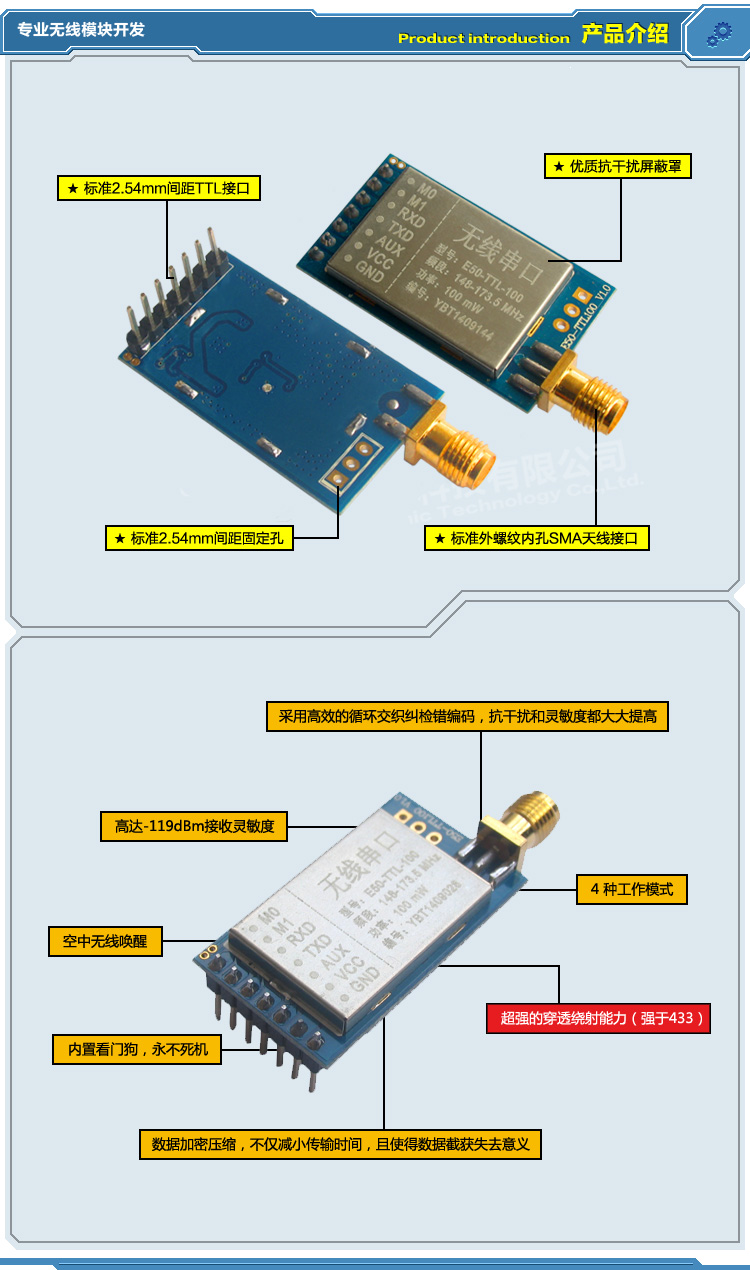 专业无线模块开发
Product introduction 产品介绍
★ 标准2.54mm间距TTL接口
★ 优质抗干扰屏蔽罩
M0
M1
RXD
TXD
AUX
VCC
GND
无线串口
型号：E50-TTL-100
频段：148-173.5 MHz
功率：100 mW
编号：YBT1409144
E50-TTL100 V1.0
有限公司
Technology Co.,Ltd.
★ 标准2.54mm间距固定孔
★ 标准外螺纹内孔SMA天线接口
采用高效的循环交织纠检错编码，抗干扰和灵敏度都大大提高
高达-119dBm接收灵敏度
E50-TTL100 V1.0
无线串口
型号：E50-TTL-100
频段：148-173.5 MHz
功率：100 mW
编号：YBT1409028
M0
M1
RXD
TXD
AUX
VCC
GND
4 种工作模式
空中无线唤醒
超强的穿透绕射能力（强于433）
内置看门狗，永不死机
数据加密压缩，不仅减小传输时间，且使得数据截获失去意义